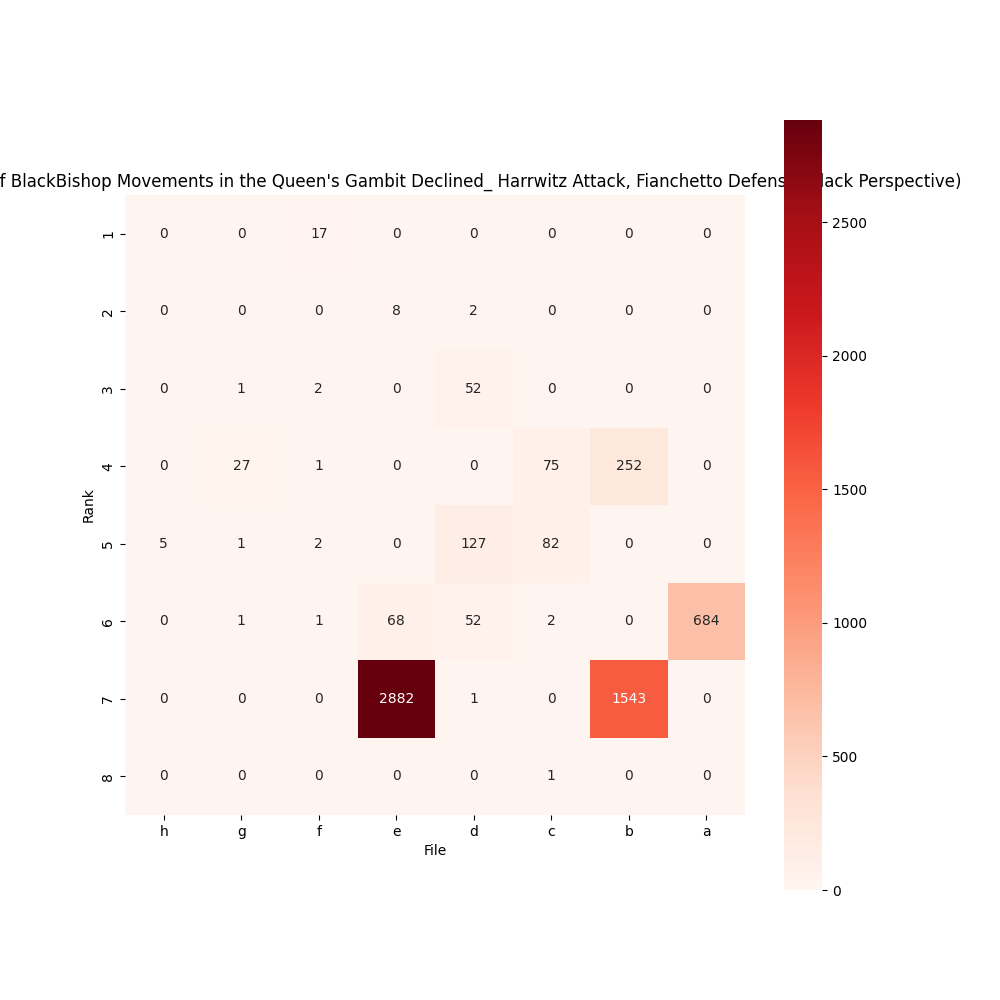 f BlackBishop Movements in the Queen's Gambit Declined_ Harrwitz Attack, Fianchetto Defens lack Perspective)
1 0 0 17 0 0 0 0 0
2 0 0 0 8 2 0 0 0
3 0 1 2 0 52 0 0 0
4 0 27 1 0 0 75 252 0
5 5 1 2 0 127 82 0 0
6 0 1 1 68 52 2 0 684
7 0 0 0 2882 1 0 1543 0
8 0 0 0 0 0 1 0 0
h g f e d c b a
Rank
File
2500
2000
1500
1000
500
0